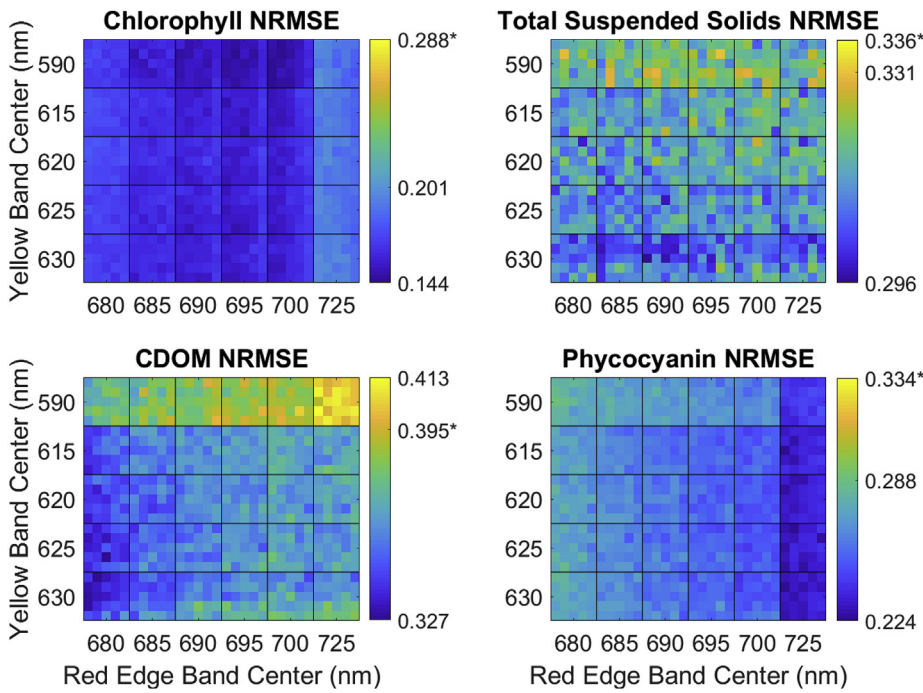 Chlorophyll NRMSE
Yellow Band Center (nm)
590
615
620
625
630
680 685 690 695 700 725
0.288*
0.201
0.144
Total Suspended Solids NRMSE
590
615
620
625
630
680 685 690 695 700 725
0.336*
0.331
0.296
CDOM NRMSE
Yellow Band Center (nm)
590
615
620
625
630
680 685 690 695 700 725
Red Edge Band Center (nm)
0.413
0.395*
0.327
Phycocyanin NRMSE
590
615
620
625
630
680 685 690 695 700 725
Red Edge Band Center (nm)
0.334*
0.288
0.224